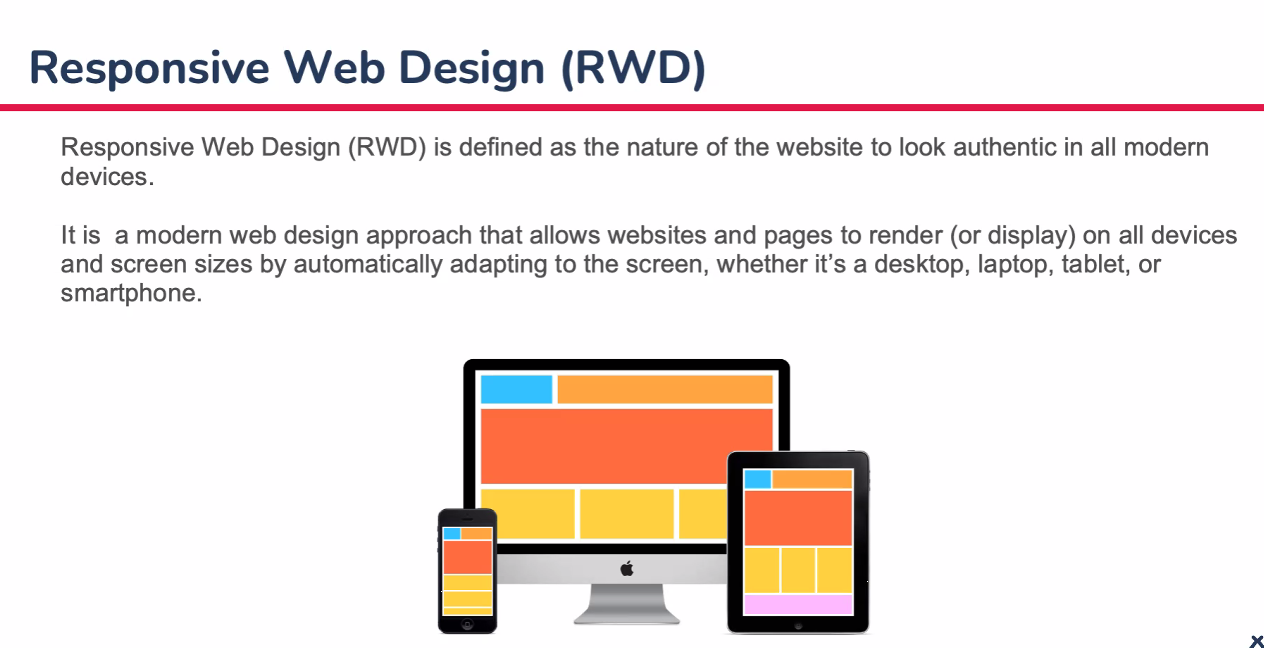 Responsive Web Design (RWD)
Responsive Web Design (RWD) is defined as the nature of the website to look authentic in all modern
devices.
It is  a modern web design approach that allows websites and pages to render (or display) on all devices
and screen sizes by automatically adapting to the screen, whether it’s a desktop, laptop, tablet, or
smartphone.
x